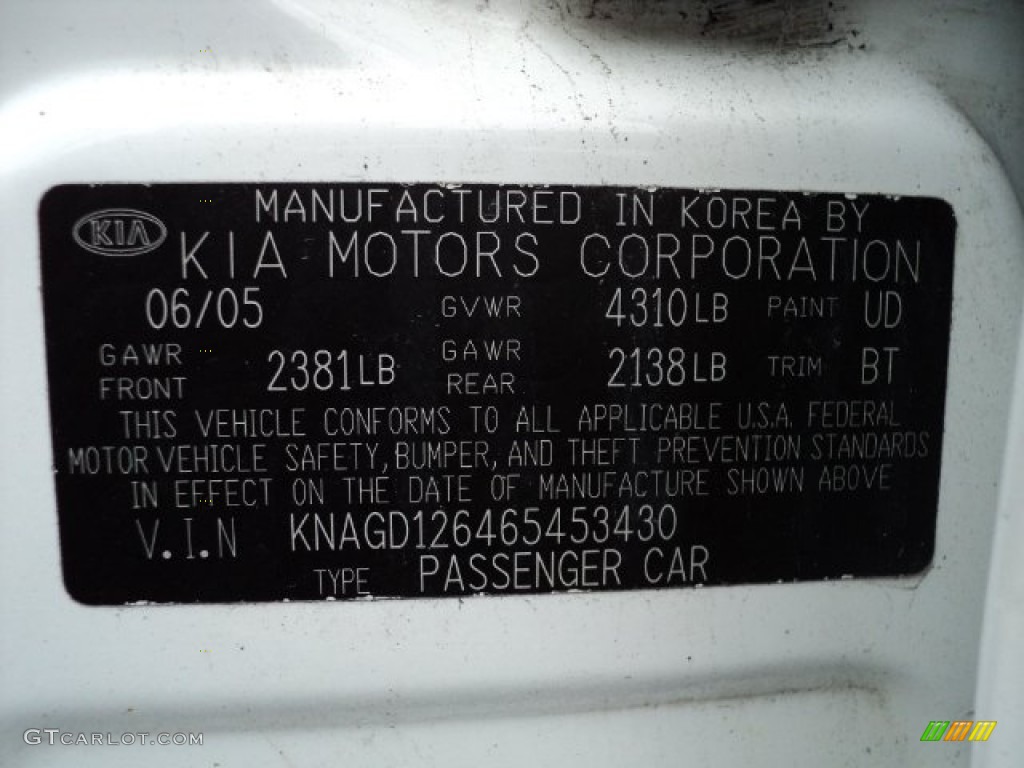 MANUFACTURED IN KOREA BY
KIA KIA MOTORS CORPORATION
06/05 GVWR 4310LB PAINT UD
GAWR FRONT 2381LB GAWR REAR 2138LB TRIM BT
THIS VEHICLE CONFORMS TO ALL APPLICABLE U.S.A. FEDERAL
MOTOR VEHICLE SAFETY, BUMPER, AND THEFT PREVENTION STANDARDS
IN EFFECT ON THE DATE OF MANUFACTURE SHOWN ABOVE
V.I.N KNAGD126465453430
TYPE PASSENGER CAR
GTCARLOT.COM